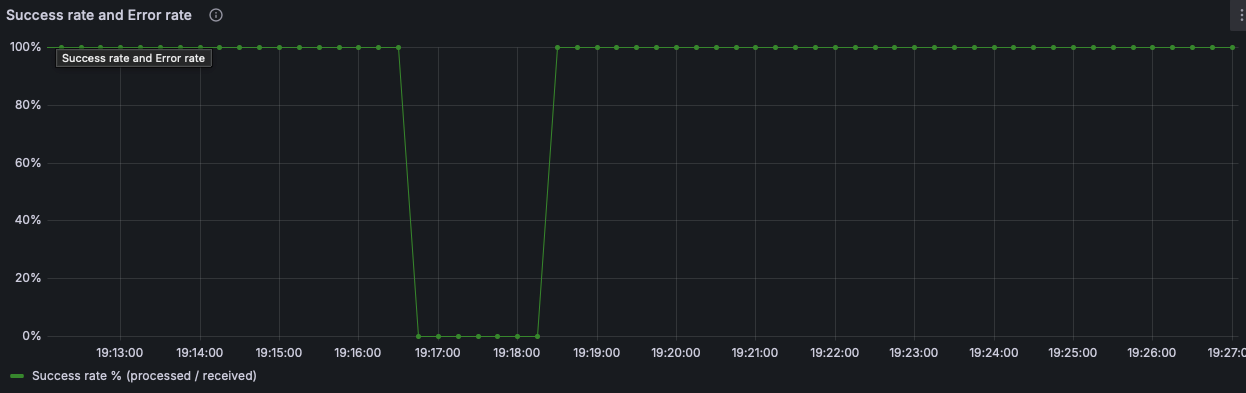 Success rate and Error rate
100%
Success rate and Error rate
80%
60%
40%
20%
0%
19:13:00 19:14:00 19:15:00 19:16:00 19:17:00 19:18:00 19:19:00 19:20:00 19:21:00 19:22:00 19:23:00 19:24:00 19:25:00 19:26:00 19:27:0
Success rate % (processed / received)